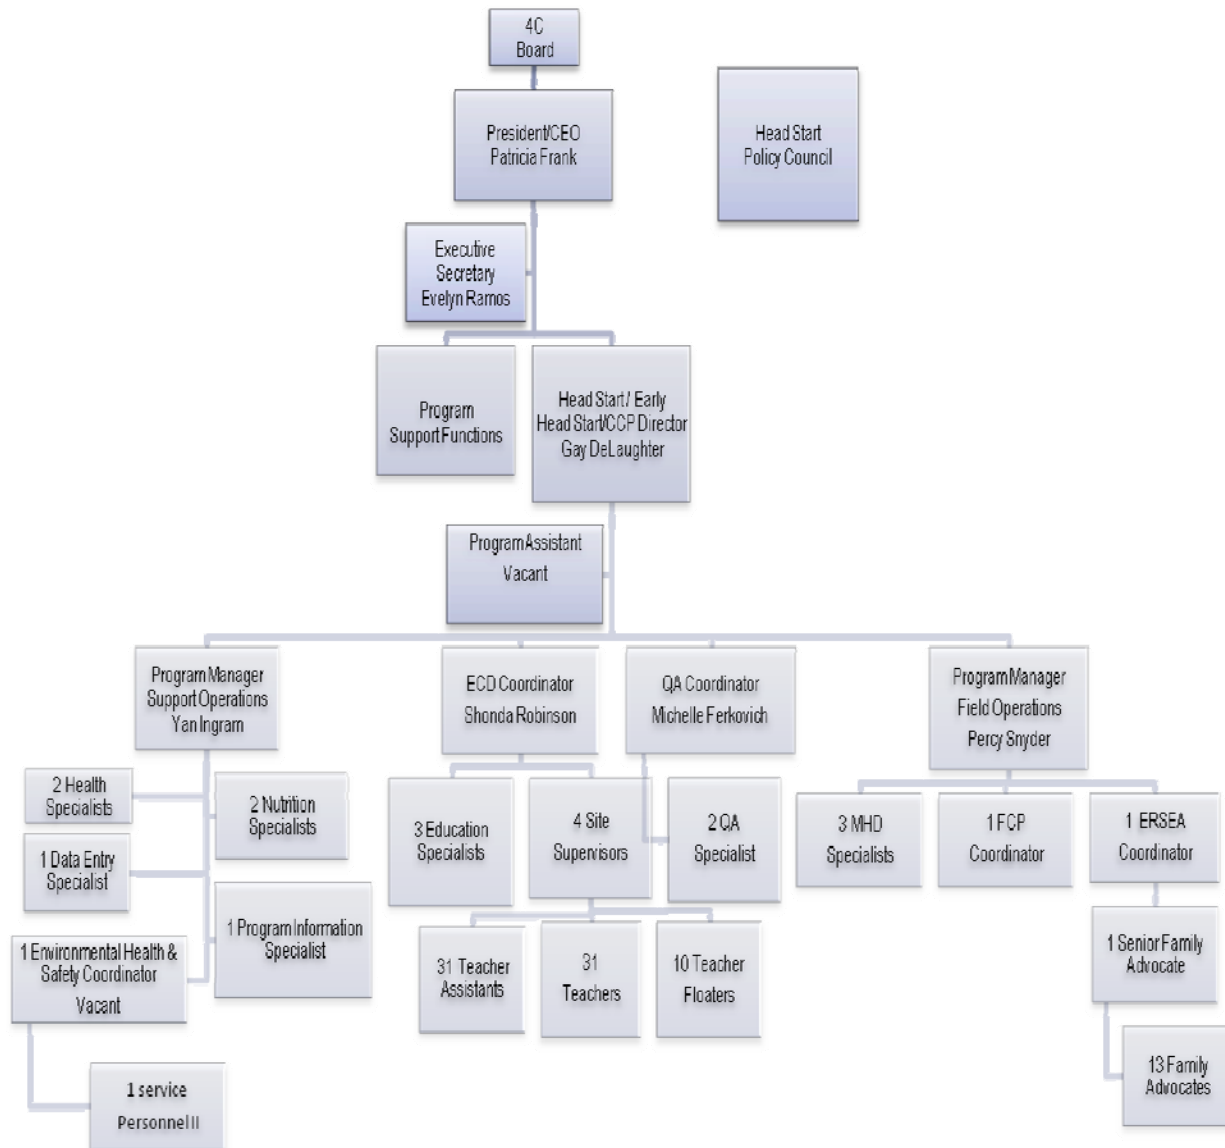 4C
Board
President/CEO
Patricia Frank
Head Start
Policy Council
Executive
Secretary
Evelyn Ramos
Program
Support Functions
Head Start / Early
Head Start/CCP Director
Gay DeLaughter
Program Assistant
Vacant
Program Manager
Support Operations
Yan Ingram
ECD Coordinator
Shonda Robinson
QA Coordinator
Michelle Ferkovich
Program Manager
Field Operations
Percy Snyder
2 Health
Specialists
2 Nutrition
Specialists
1 Data Entry
Specialist
1 Program Information
Specialist
1 Environmental Health &
Safety Coordinator
Vacant
1 service
Personnel II
3 Education
Specialists
4 Site
Supervisors
2 QA
Specialist
31 Teacher
Assistants
31
Teachers
10 Teacher
Floaters
3 MHD
Specialists
1 FCP
Coordinator
1 ERSEA
Coordinator
1 Senior Family
Advocate
13 Family
Advocates